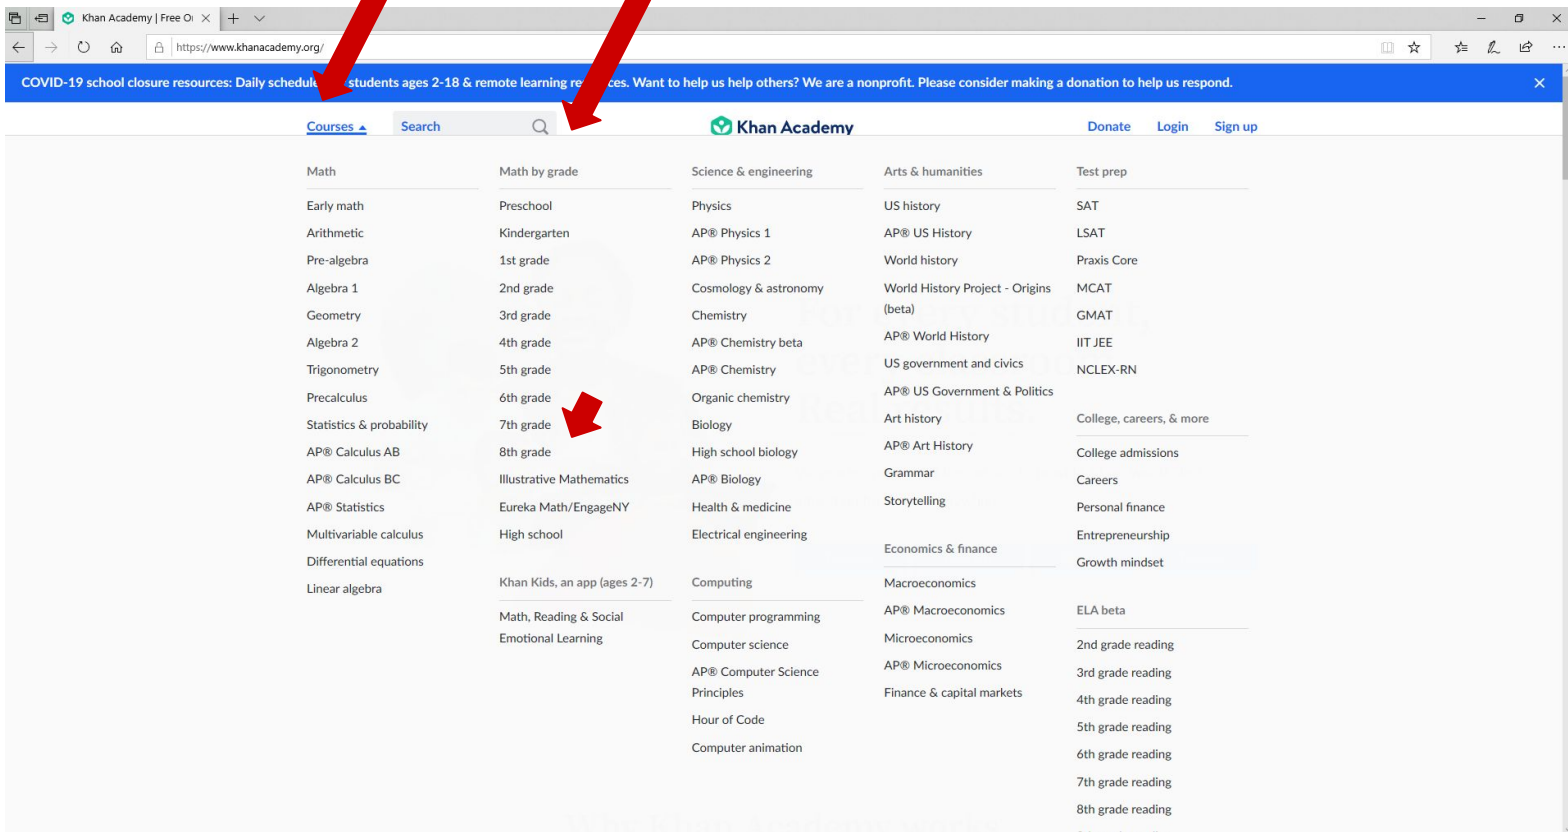 Khan Academy | Free O
https://www.khanacademy.org/
COVID-19 school closure resources: Daily students ages 2-18 & remote learning Want to help us help others? We are a nonprofit. Please consider making a donation to help us respond.
Courses
Search
Khan Academy
Donate Login Sign up
Math
Early math
Arithmetic
Pre-algebra
Algebra 1
Geometry
Algebra 2
Trigonometry
Precalculus
Statistics & probability
AP® Calculus AB
AP® Calculus BC
AP® Statistics
Multivariable calculus
Differential equations
Linear algebra
Math by grade
Preschool
Kindergarten
1st grade
2nd grade
3rd grade
4th grade
5th grade
6th grade
7th grade
8th grade
Illustrative Mathematics
Eureka Math/EngageNY
High school
Khan Kids, an app (ages 2-7)
Math, Reading & Social
Emotional Learning
Science & engineering
Physics
AP® Physics 1
AP® Physics 2
Cosmology & astronomy
Chemistry
AP® Chemistry beta
AP® Chemistry
Organic chemistry
Biology
High school biology
AP® Biology
Health & medicine
Electrical engineering
Computing
Computer programming
Computer science
AP® Computer Science
Principles
Hour of Code
Computer animation
Arts & humanities
US history
AP® US History
World history
World History Project - Origins
(beta)
AP® World History
US government and civics
AP® US Government & Politics
Art history
AP® Art History
Grammar
Storytelling
Economics & finance
Macroeconomics
AP® Macroeconomics
Microeconomics
AP® Microeconomics
Finance & capital markets
Test prep
SAT
LSAT
Praxis Core
MCAT
GMAT
IIT JEE
NCLEX-RN
College, careers, & more
College admissions
Careers
Personal finance
Entrepreneurship
Growth mindset
ELA beta
2nd grade reading
3rd grade reading
4th grade reading
5th grade reading
6th grade reading
7th grade reading
8th grade reading